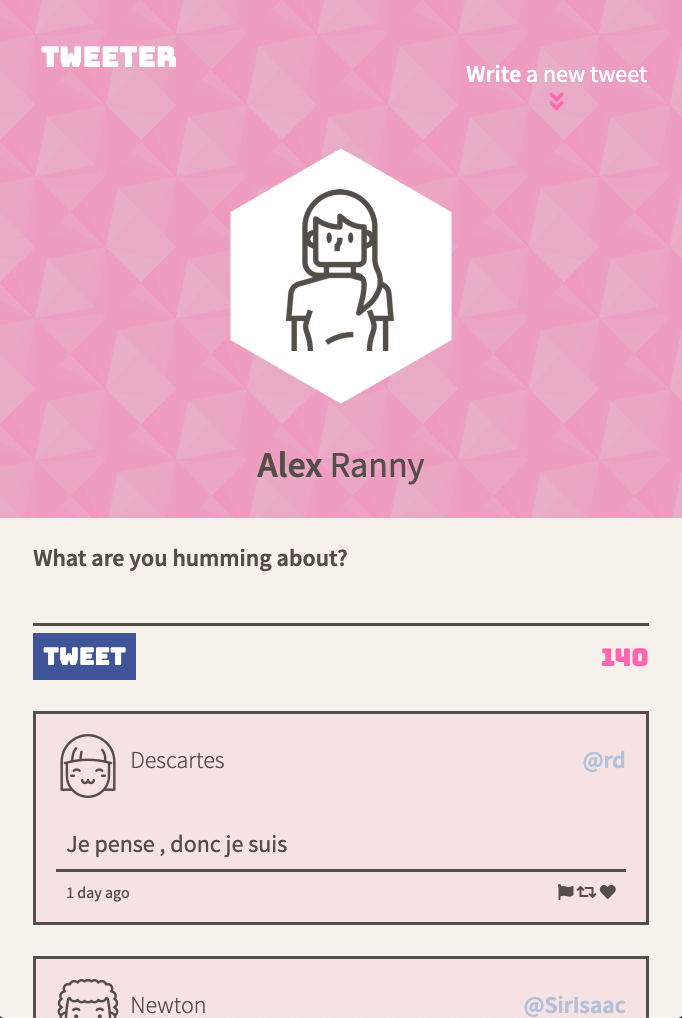 TWEETER
Write a new tweet
Alex Ranny
What are you humming about?
TWEET 140
Descartes @rd
Je pense , donc je suis
1 day ago
Newton @SirIsaac